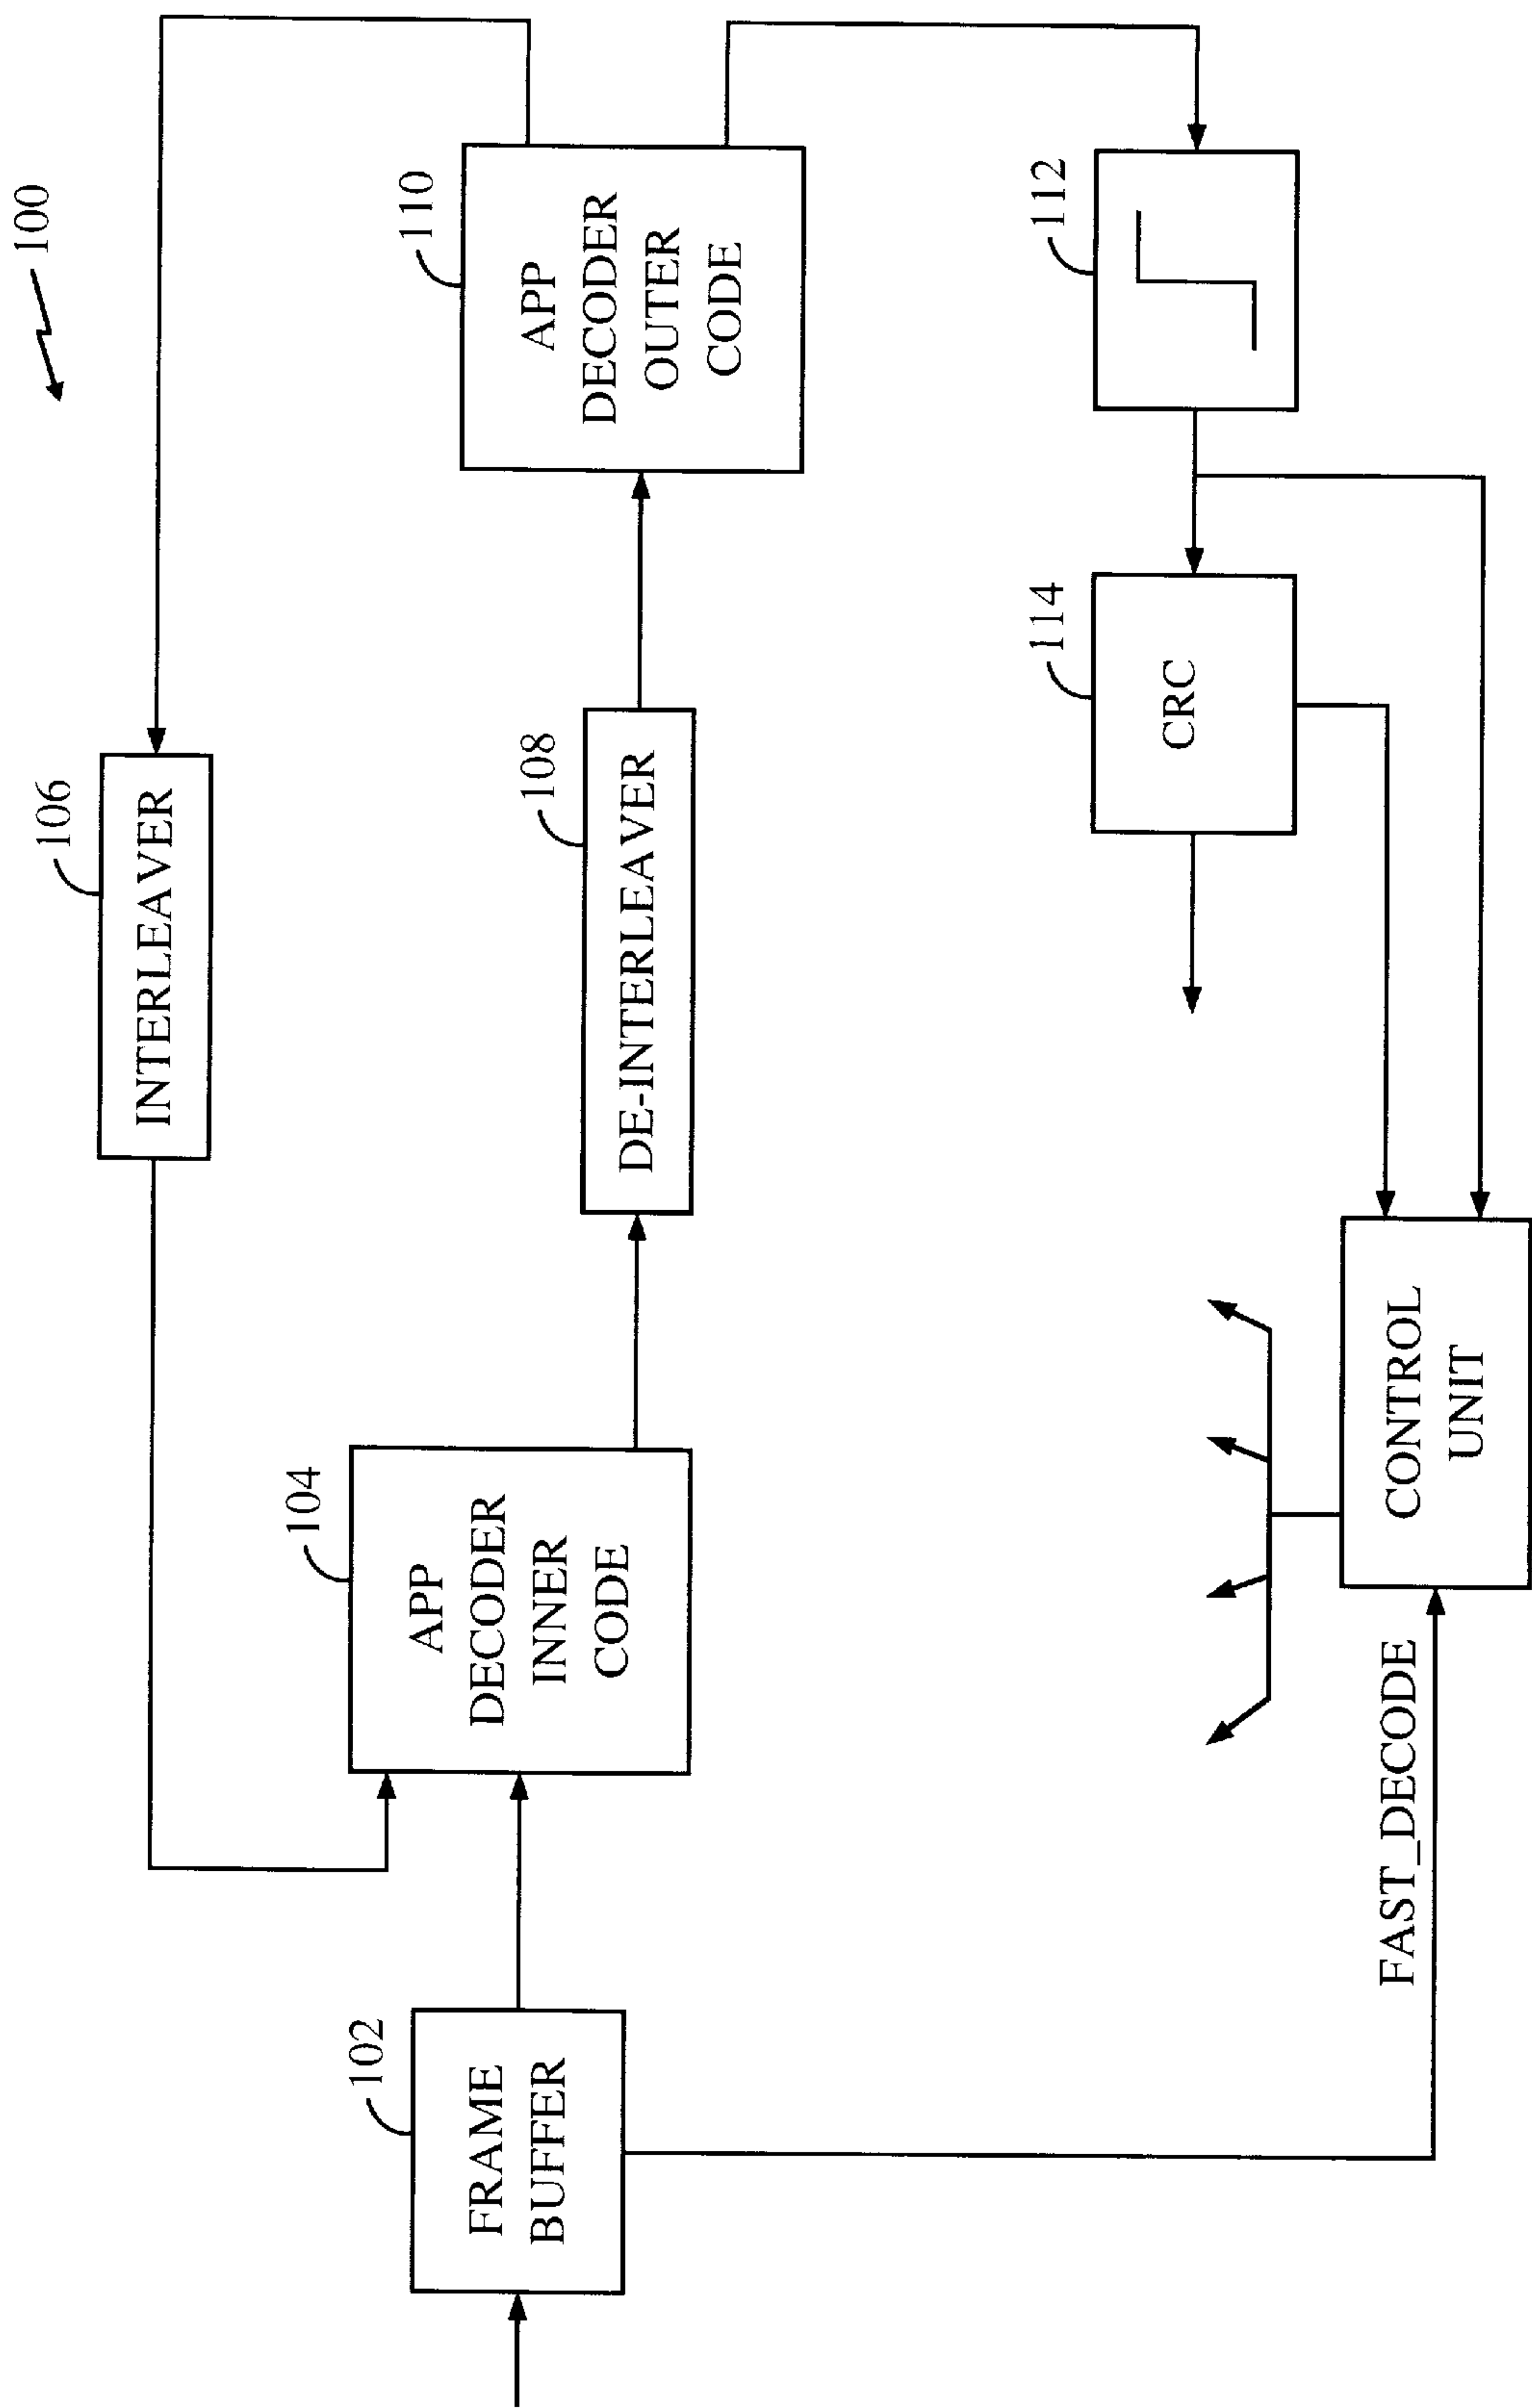 100
106
INTERLEAVER
110
APP
DECODER
OUTER
CODE
108
DE-INTERLEAVER
104
APP
DECODER
INNER
CODE
102
FRAME
BUFFER
112
114
CRC
CONTROL
UNIT
FAST_DECODE